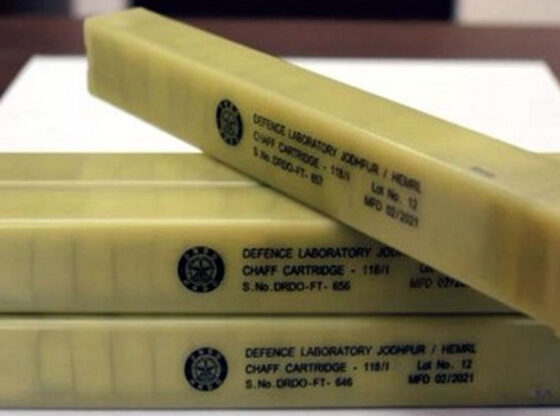 DEFENCE LABORATORY JODHPUR / HEMRL
CHAFF CARTRIDGE - 118/I Lot No. 12
S.No.DRDO-FT- 657 MFD 02/2021
DEFENCE LABORATORY
CHAFF CARTRIDGE - 118/I
S.No.DRDO-FT- 656 MFD
DEFENCE LABORATORY JODHPUR / HEMRL
CHAFF CARTRIDGE - 118/I Lot No. 12
S.No.DRDO-FT- 646 MFD 02/2021